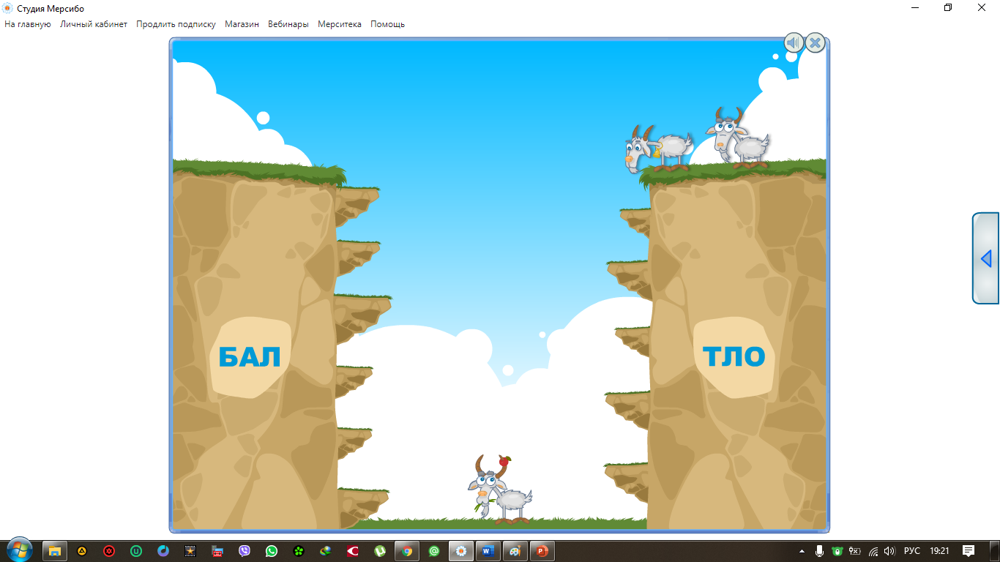 Студия Мерсибо
На главную Личный кабинет Продлить подписку Магазин Вебинары Мерситека Помощь
БАЛ
ТЛО
РУС 19:21